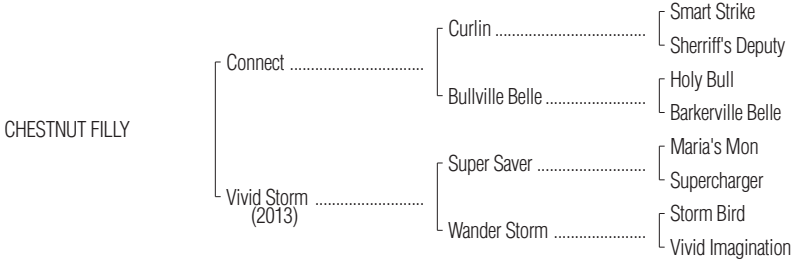 Smart Strike
Curlin ......................................
Sherriff's Deputy
Connect ................................
Holy Bull
Bullville Belle ..........................
Barkerville Belle
CHESTNUT FILLY
Maria's Mon
Super Saver ............................
Supercharger
Vivid Storm ..........................
(2013)
Storm Bird
Wander Storm .......................
Vivid Imagination